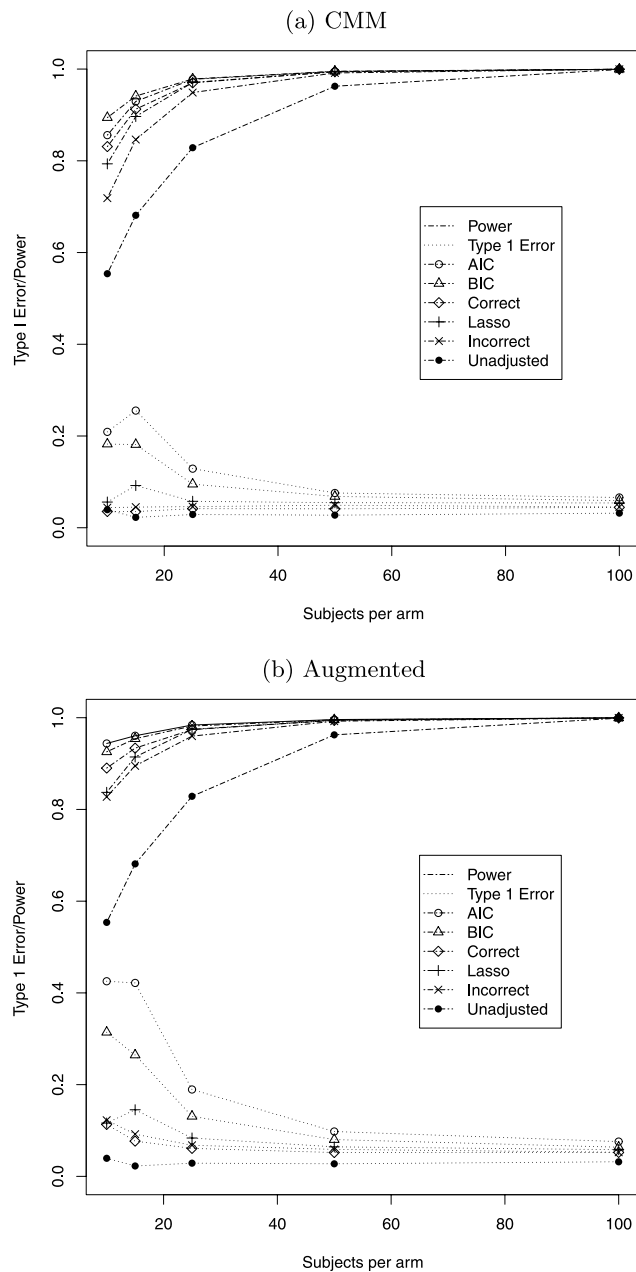 (a) CMM
Type I Error/Power
1.0
0.8
0.6
0.4
0.2
0.0
Power
Type 1 Error
AIC
BIC
Correct
Lasso
Incorrect
Unadjusted
20
40
60
80
100
Subjects per arm
(b) Augmented
Type 1 Error/Power
1.0
0.8
0.6
0.4
0.2
0.0
Power
Type 1 Error
AIC
BIC
Correct
Lasso
Incorrect
Unadjusted
20
40
60
80
100
Subjects per arm